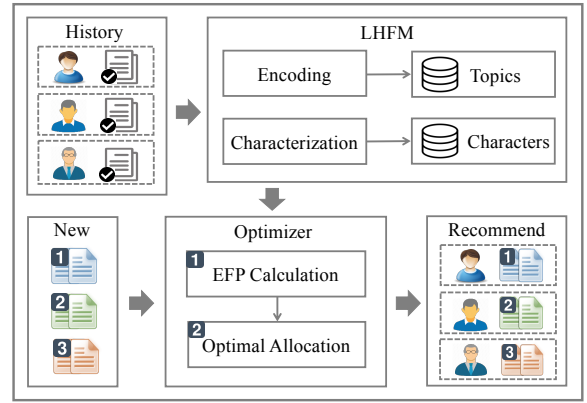 History
LHFM
Encoding
Topics
Characterization
Characters
New
1
2
3
Optimizer
1
EFP Calculation
2
Optimal Allocation
Recommend
1
2
3